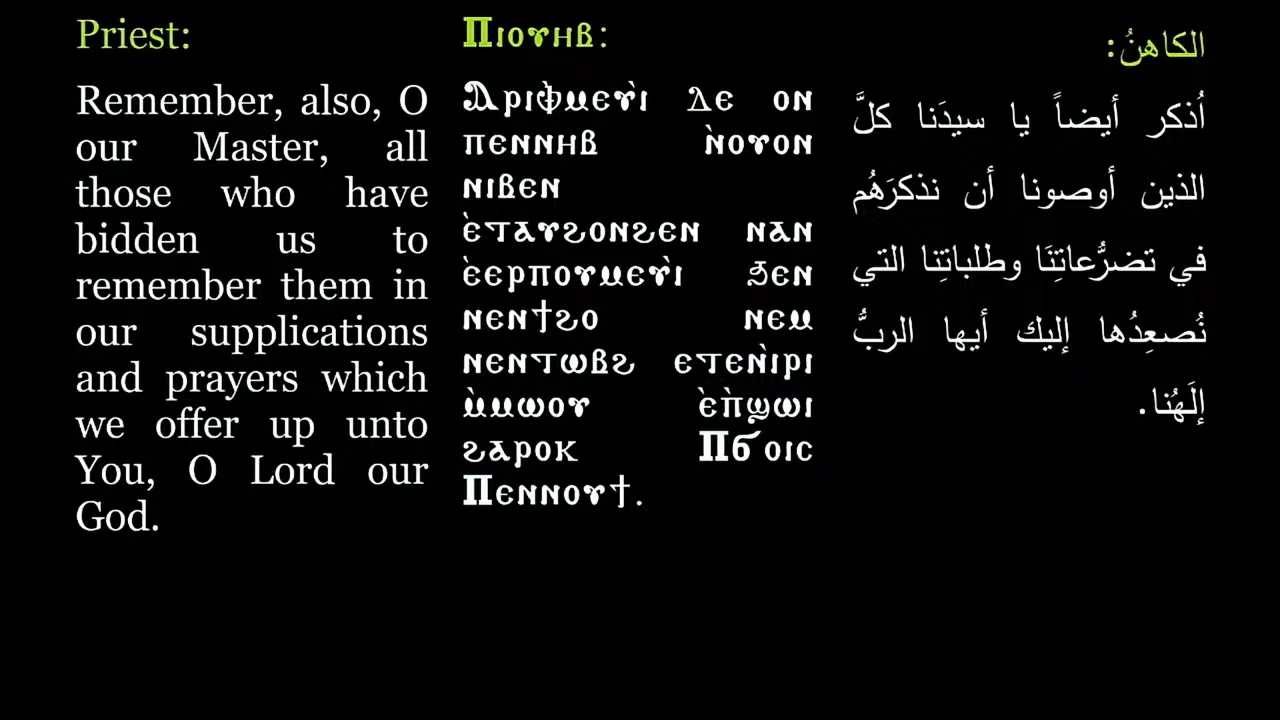 Priest:
Remember, also, O
our Master, all
those who have
bidden us to
remember them in
our supplications
and prayers which
we offer up unto
You, O Lord our
God.
Ⲡⲓⲟⲩⲏⲃ:
Ⲁⲣⲓⲫ̀ⲙⲉⲩⲓ̀ ⲇⲉ ⲟⲛ
ⲡⲉⲛⲛⲏⲃ ⲛ̀ⲟⲩⲟⲛ
ⲛⲓⲃⲉⲛ
ⲉ̀ⲧⲁⲩϩⲟⲛϩⲉⲛ ⲛⲁⲛ
ⲉ̀ⲉⲣⲡⲟⲩⲙⲉⲩⲓ̀ ϧⲉⲛ
ⲛⲉⲛϯϩⲟ ⲛⲉⲙ
ⲛⲉⲛⲧⲱⲃϩ ⲉⲧⲉⲛⲓ̀ⲣⲓ
ⲙ̀ⲙⲱⲟⲩ ⲉ̀ⲡ̀ϣⲱⲓ
ϩⲁⲣⲟⲕ Ⲡϭⲟⲓⲥ
Ⲡⲉⲛⲛⲟⲩϯ.
الكاهنُ:
اُذكر أيضاً يا سيدَنا كلَّ
الذين أوصونا أن نذكرَهُم
في تضرُّعاتِنَا وطلباتِنا التي
نُصعِدُها إليك أيها الربُّ
إلَهُنا.